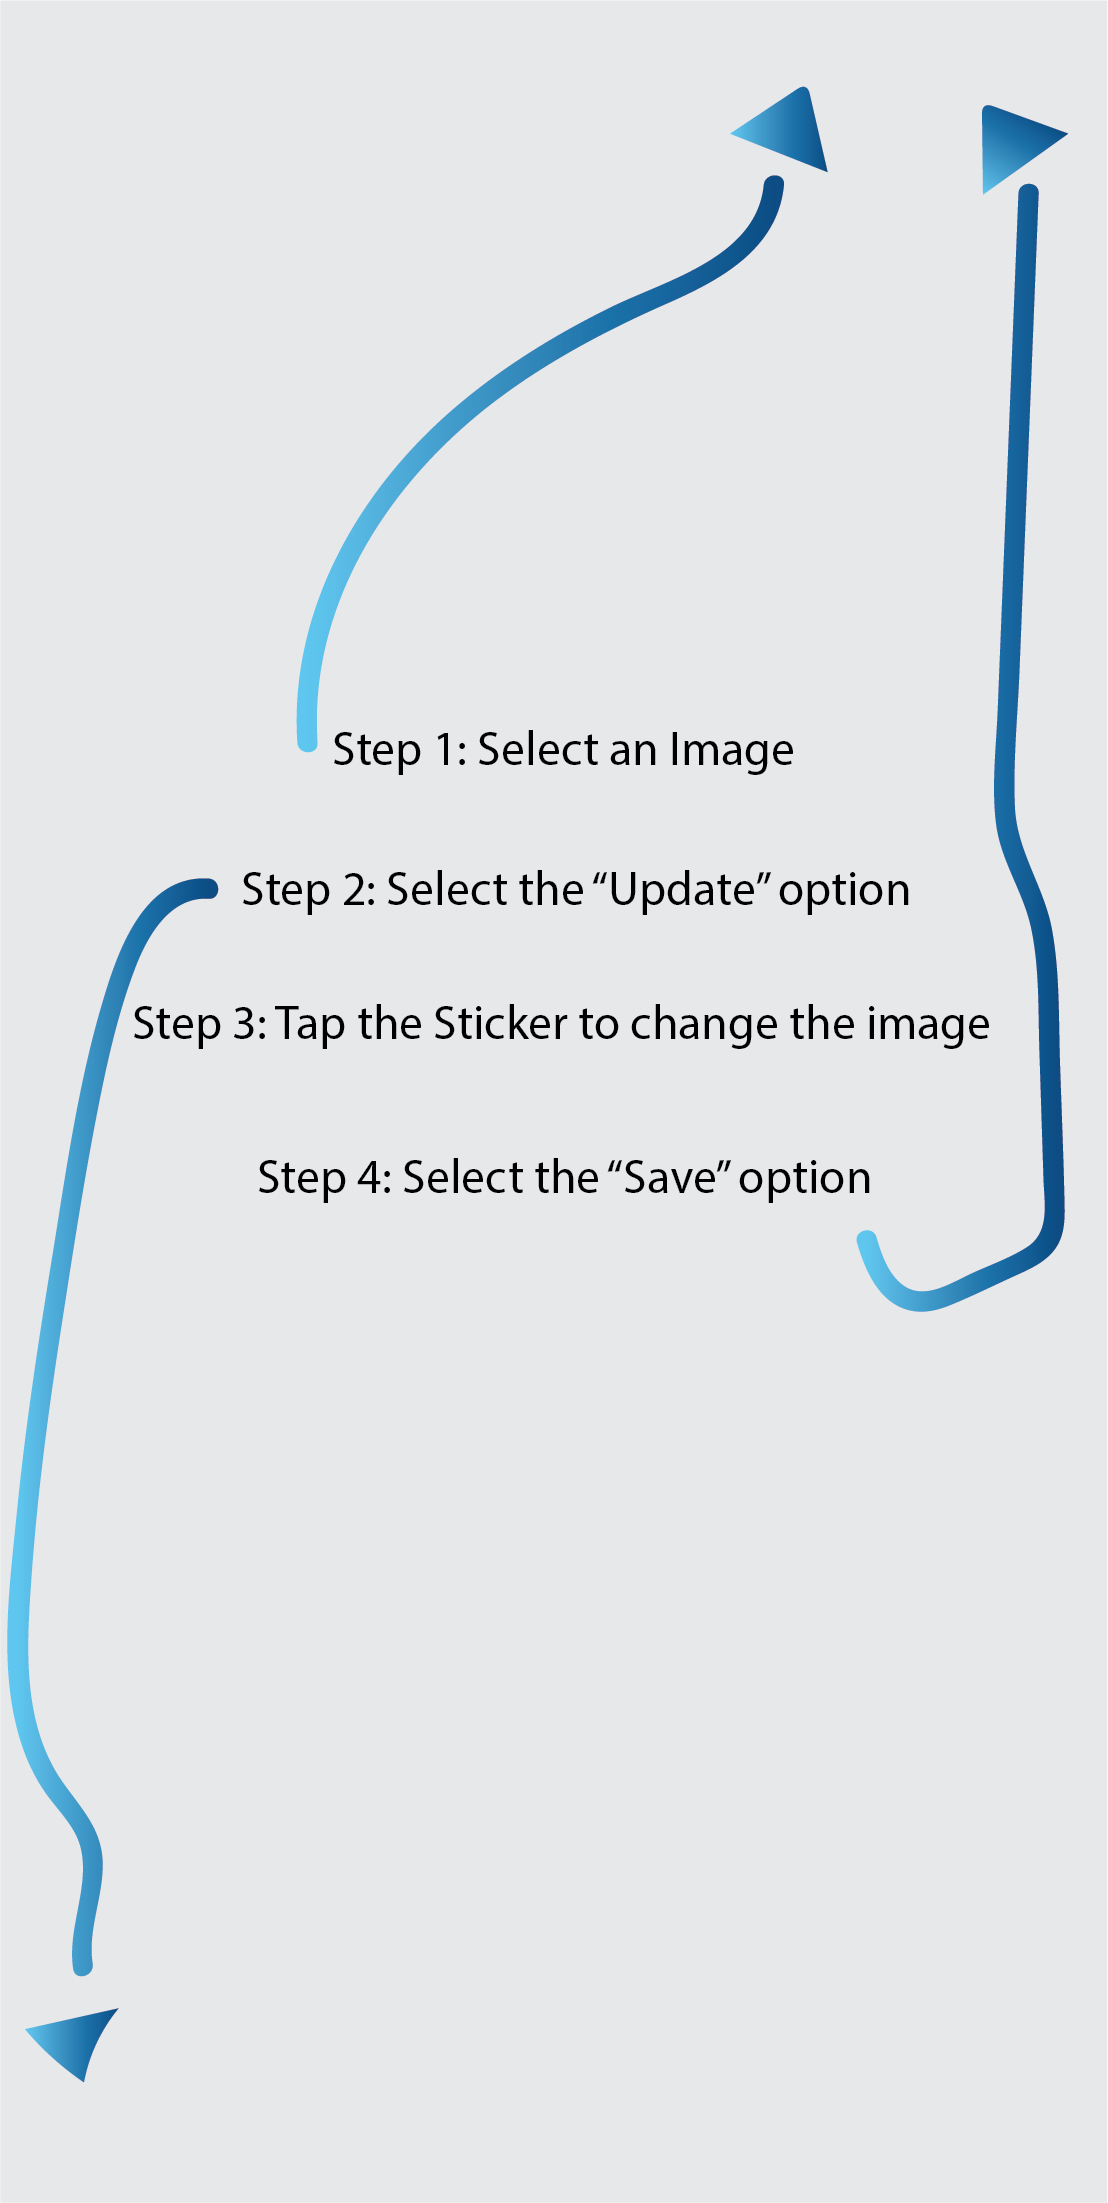 Step 1: Select an Image
Step 2: Select the “Update” option
Step 3: Tap the Sticker to change the image
Step 4: Select the “Save” option